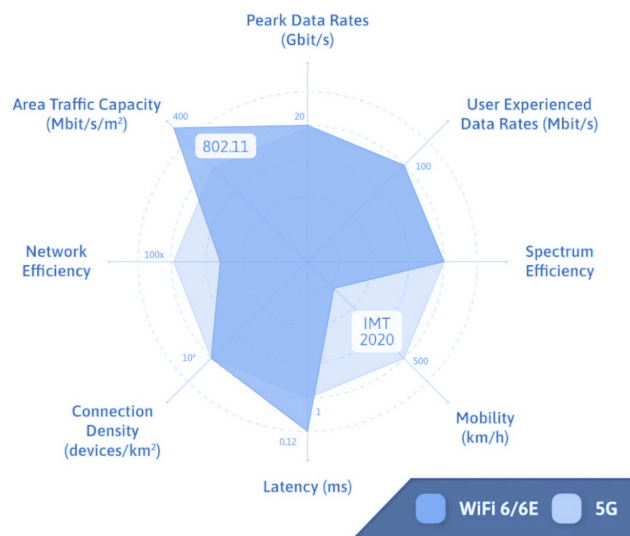 Peark Data Rates
(Gbit/s)
Area Traffic Capacity
(Mbit/s/m²)
400
20
User Experienced
Data Rates (Mbit/s)
802.11
100
Network
Efficiency
100x
Spectrum
Efficiency
IMT
2020
10⁶
500
Connection
Density
(devices/km²)
1
Mobility
(km/h)
0.12
Latency (ms)
WiFi 6/6E
5G